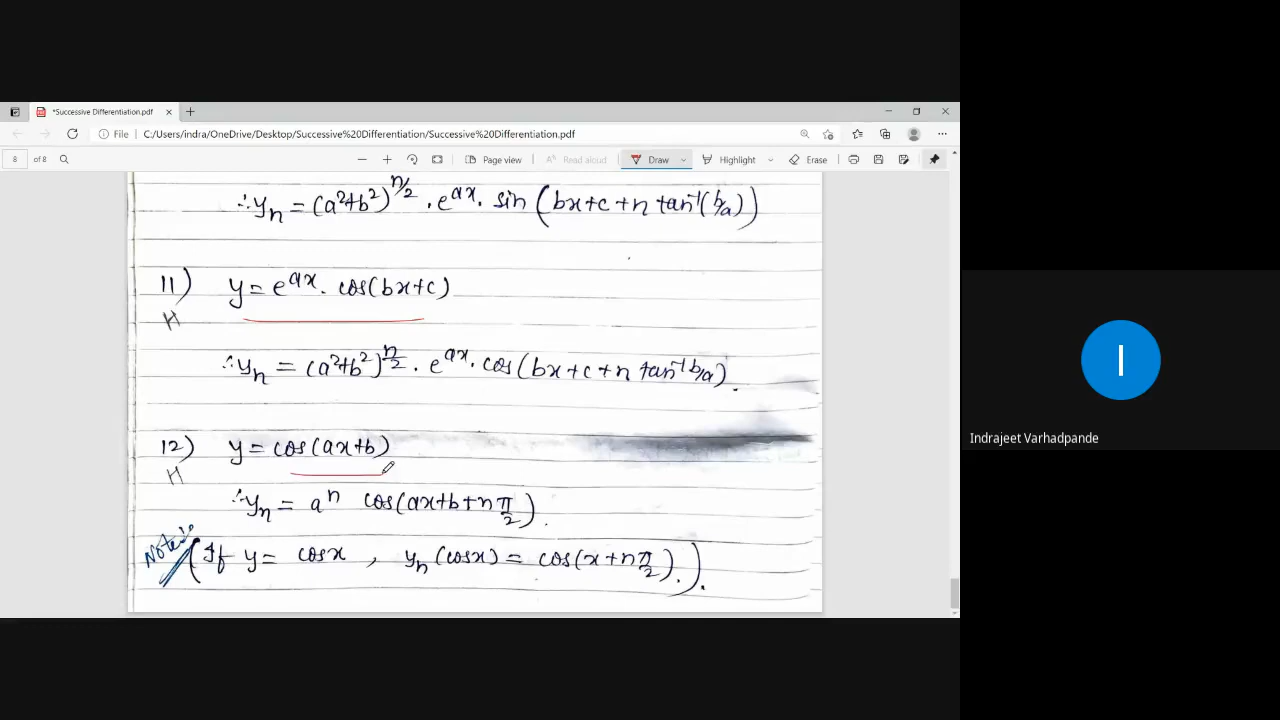 *Successive Differentiation.pdf
File C:/Users/indra/OneDrive/Desktop/Successive%20Differentiation/Successive%20Differentiation.pdf
8 of 8 Page view Read aloud Draw Highlight Erase
∴ yₙ = (a²+b²)^(n/2) . e^(ax) . sin (bx+c+n tan⁻¹(b/a))
11) y = e^(ax) . cos(bx+c)
H
∴ yₙ = (a²+b²)^(n/2) . e^(ax) . cos(bx+c+n tan⁻¹ b/a).
12) y = cos(ax+b)
H
∴ yₙ = aⁿ cos(ax+b+n π/2).
Note:- (If y = cosx , yₙ(cosx) = cos(x+n π/2).).
I
Indrajeet Varhadpande